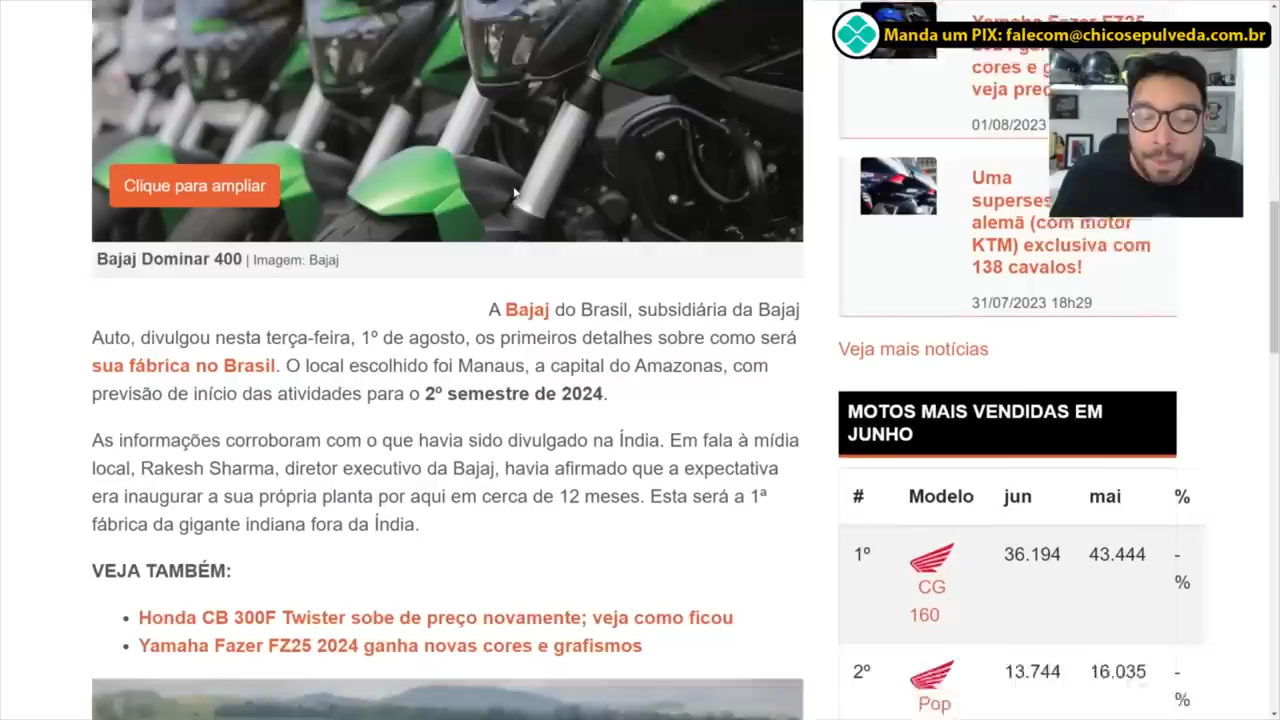 Manda um PIX: falecom@chicosepulveda.com.br
Clique para ampliar
Bajaj Dominar 400 | Imagem: Bajaj
A Bajaj do Brasil, subsidiária da Bajaj
Auto, divulgou nesta terça-feira, 1º de agosto, os primeiros detalhes sobre como será
sua fábrica no Brasil. O local escolhido foi Manaus, a capital do Amazonas, com
previsão de início das atividades para o 2º semestre de 2024.
As informações corroboram com o que havia sido divulgado na Índia. Em fala à mídia
local, Rakesh Sharma, diretor executivo da Bajaj, havia afirmado que a expectativa
era inaugurar a sua própria planta por aqui em cerca de 12 meses. Esta será a 1ª
fábrica da gigante indiana fora da Índia.
VEJA TAMBÉM:
• Honda CB 300F Twister sobe de preço novamente; veja como ficou
• Yamaha Fazer FZ25 2024 ganha novas cores e grafismos
Yamaha Fazer FZ25
cores e
veja
01/08/2023
Uma
alemã (com motor
KTM) exclusiva com
138 cavalos!
31/07/2023 18h29
Veja mais notícias
MOTOS MAIS VENDIDAS EM
JUNHO
# Modelo jun mai %
1º 36.194 43.444 -
%
CG
160
2º 13.744 16.035 -
%
Pop